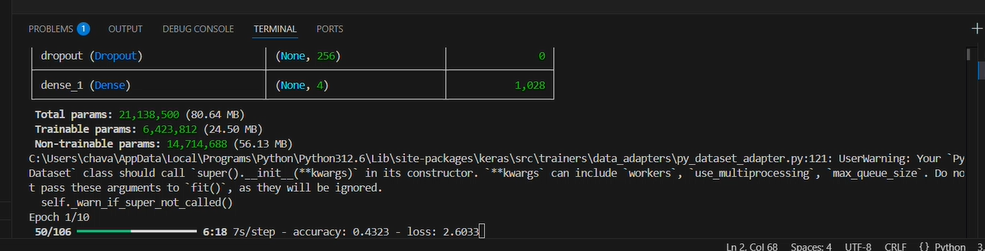 PROBLEMS 1 OUTPUT DEBUG CONSOLE TERMINAL PORTS
dropout (Dropout) (None, 256) 0
dense_1 (Dense) (None, 4) 1,028
Total params: 21,138,500 (80.64 MB)
Trainable params: 6,423,812 (24.50 MB)
Non-trainable params: 14,714,688 (56.13 MB)
C:\Users\chava\AppData\Local\Programs\Python\Python312.6\Lib\site-packages\keras\src\trainers\data_adapters\py_dataset_adapter.py:121: UserWarning: Your `Py
Dataset` class should call `super().__init__(**kwargs)` in its constructor. `**kwargs` can include `workers`, `use_multiprocessing`, `max_queue_size`. Do no
t pass these arguments to `fit()`, as they will be ignored.
self._warn_if_super_not_called()
Epoch 1/10
50/106 6:18 7s/step - accuracy: 0.4323 - loss: 2.6033
Ln 2, Col 68 Spaces: 4 UTF-8 CRLF {} Python 3.